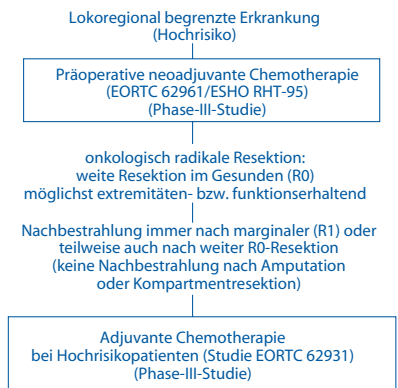 Lokoregional begrenzte Erkrankung
(Hochrisiko)
Präoperative neoadjuvante Chemotherapie
(EORTC 62961/ESHO RHT-95)
(Phase-III-Studie)
onkologisch radikale Resektion:
weite Resektion im Gesunden (R0)
möglichst extremitäten- bzw. funktionserhaltend
Nachbestrahlung immer nach marginaler (R1) oder
teilweise auch nach weiter R0-Resektion
(keine Nachbestrahlung nach Amputation
oder Kompartmentresektion)
Adjuvante Chemotherapie
bei Hochrisikopatienten (Studie EORTC 62931)
(Phase-III-Studie)